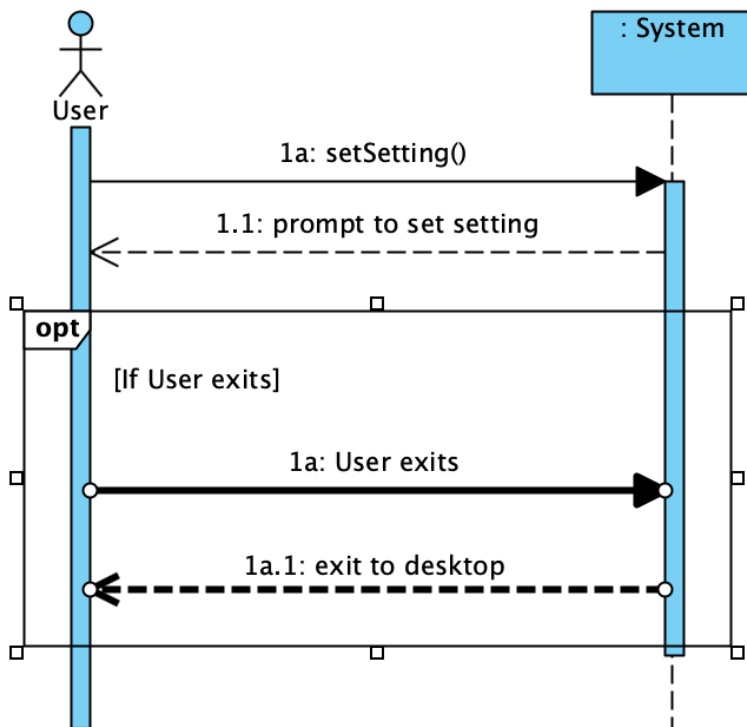 : System
User
1a: setSetting()
1.1: prompt to set setting
opt
[If User exits]
1a: User exits
1a.1: exit to desktop